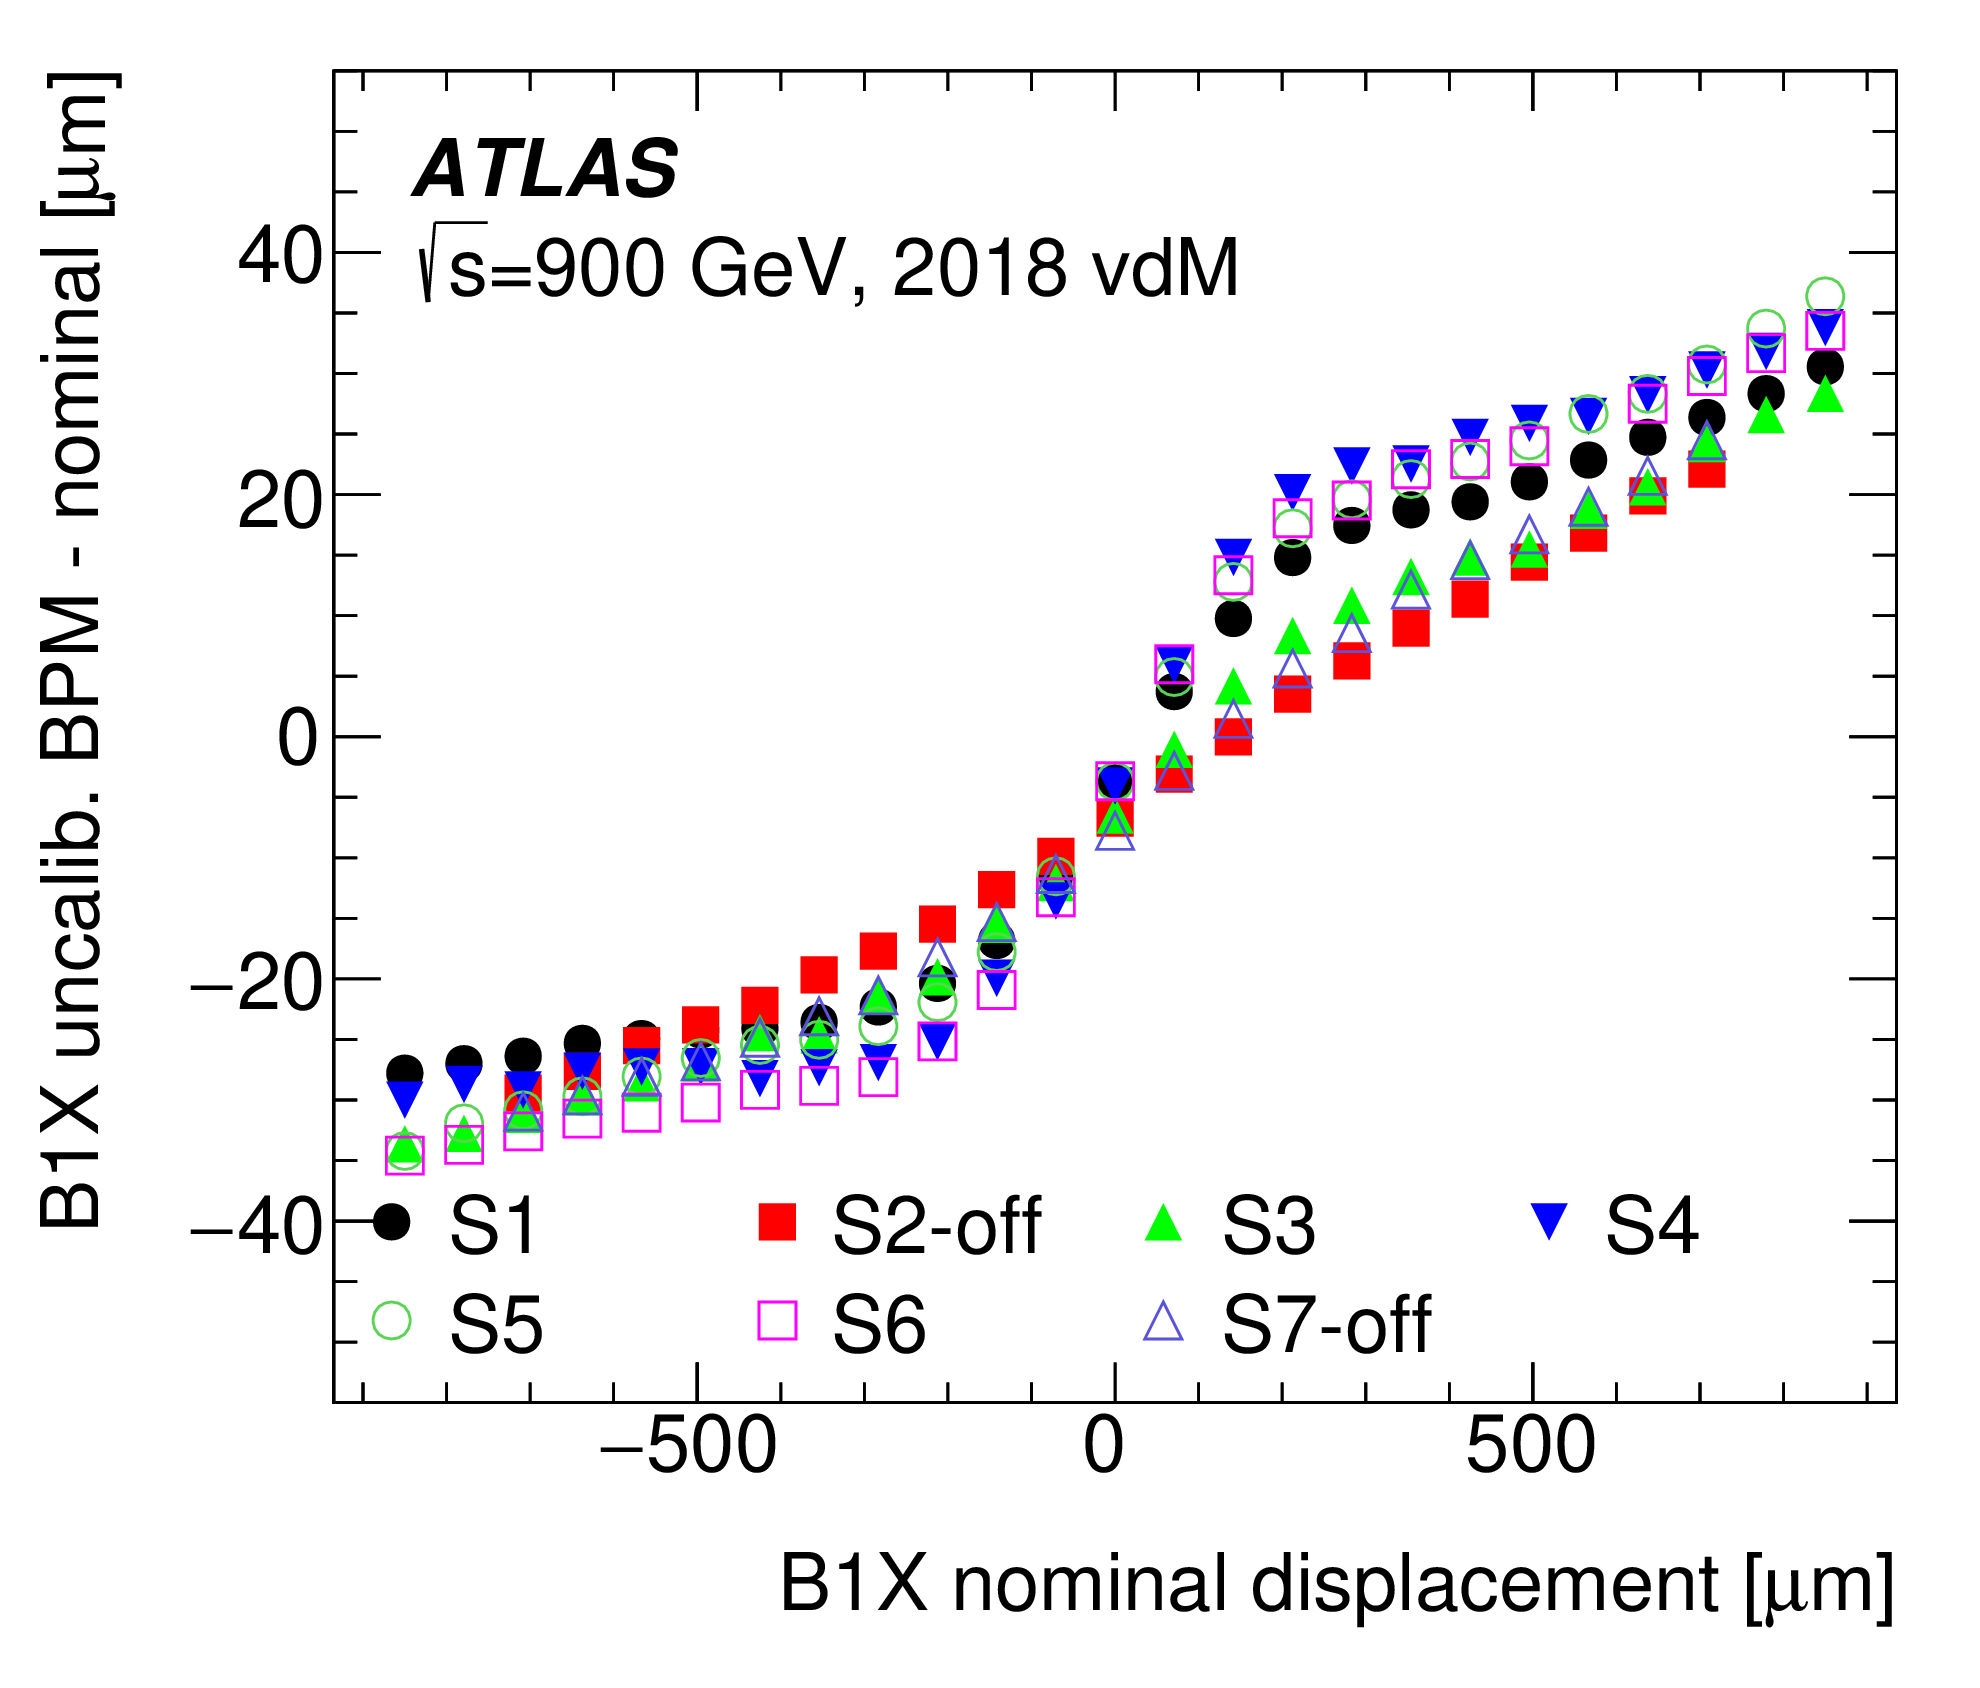 B1X uncalib. BPM - nominal [μm]
ATLAS
√s=900 GeV, 2018 vdM
40
20
0
−20
−40
S1 S2-off S3 S4
S5 S6 S7-off
−500 0 500
B1X nominal displacement [μm]